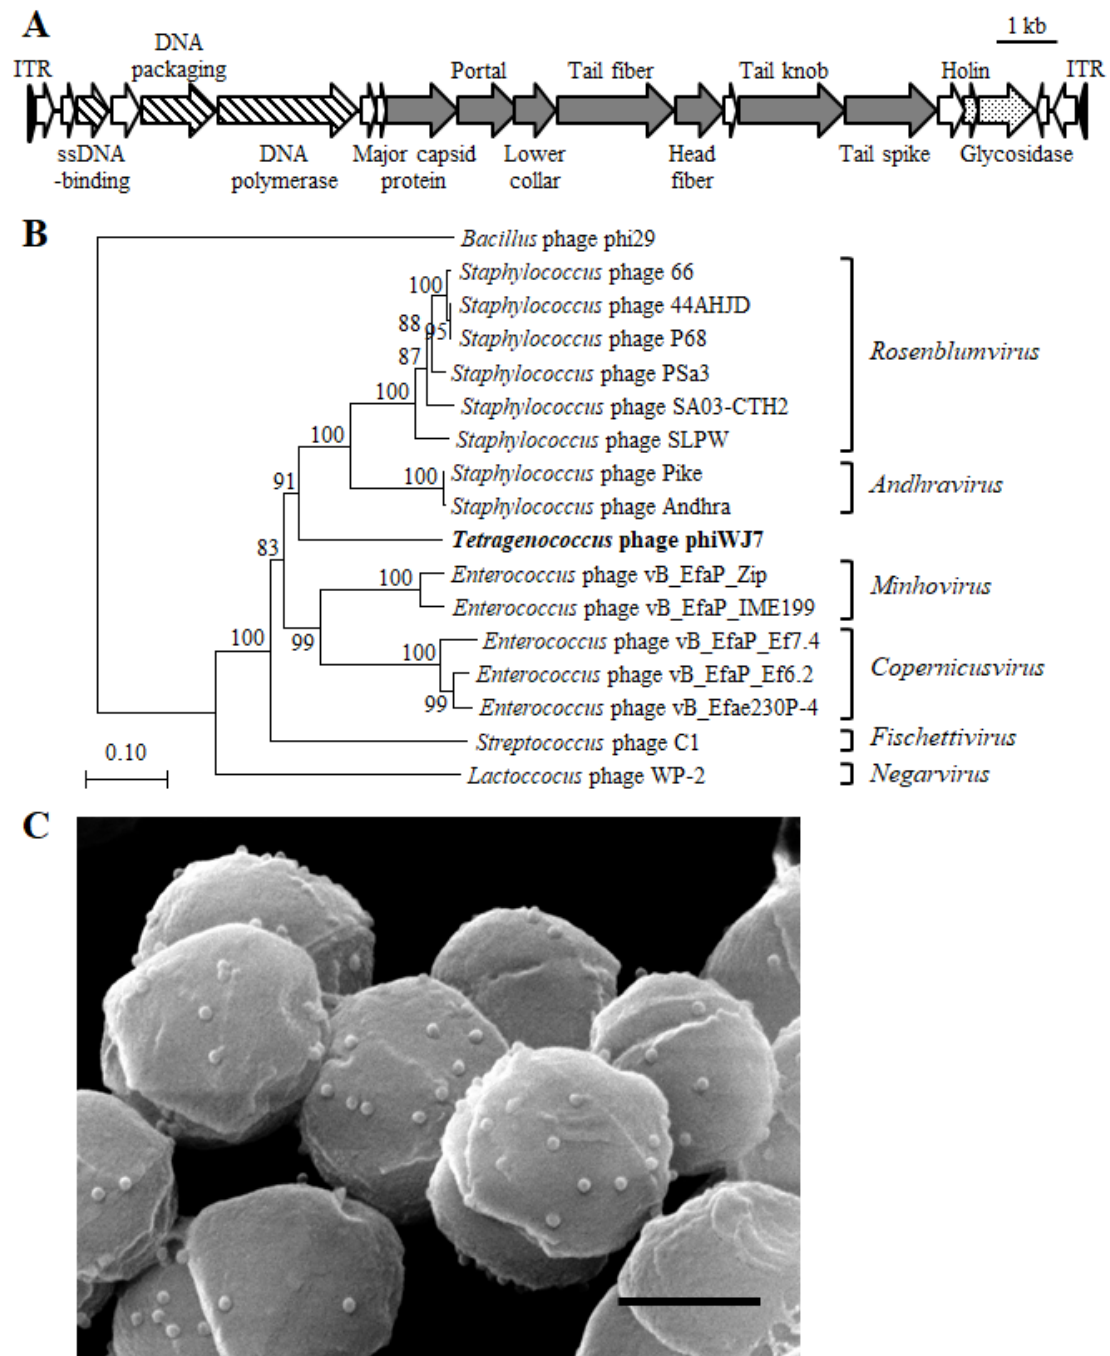 A
1 kb
DNA
packaging
ITR
Portal
Tail fiber
Tail knob
Holin
ITR
ssDNA
-binding
DNA
polymerase
Major capsid
protein
Lower
collar
Head
fiber
Tail spike
Glycosidase
B
Bacillus phage phi29
Staphylococcus phage 66
100
Staphylococcus phage 44AHJD
88
95
Staphylococcus phage P68
Rosenblumvirus
87
Staphylococcus phage PSa3
100
Staphylococcus phage SA03-CTH2
100
Staphylococcus phage SLPW
91
100
Staphylococcus phage Pike
Andhravirus
Staphylococcus phage Andhra
Tetragenococcus phage phiWJ7
83
100
Enterococcus phage vB_EfaP_Zip
Minhovirus
Enterococcus phage vB_EfaP_IME199
100
99
Enterococcus phage vB_EfaP_Ef7.4
100
Enterococcus phage vB_EfaP_Ef6.2
Copernicusvirus
99
Enterococcus phage vB_Efae230P-4
Streptococcus phage C1
Fischettivirus
0.10
Lactoccocus phage WP-2
Negarvirus
C